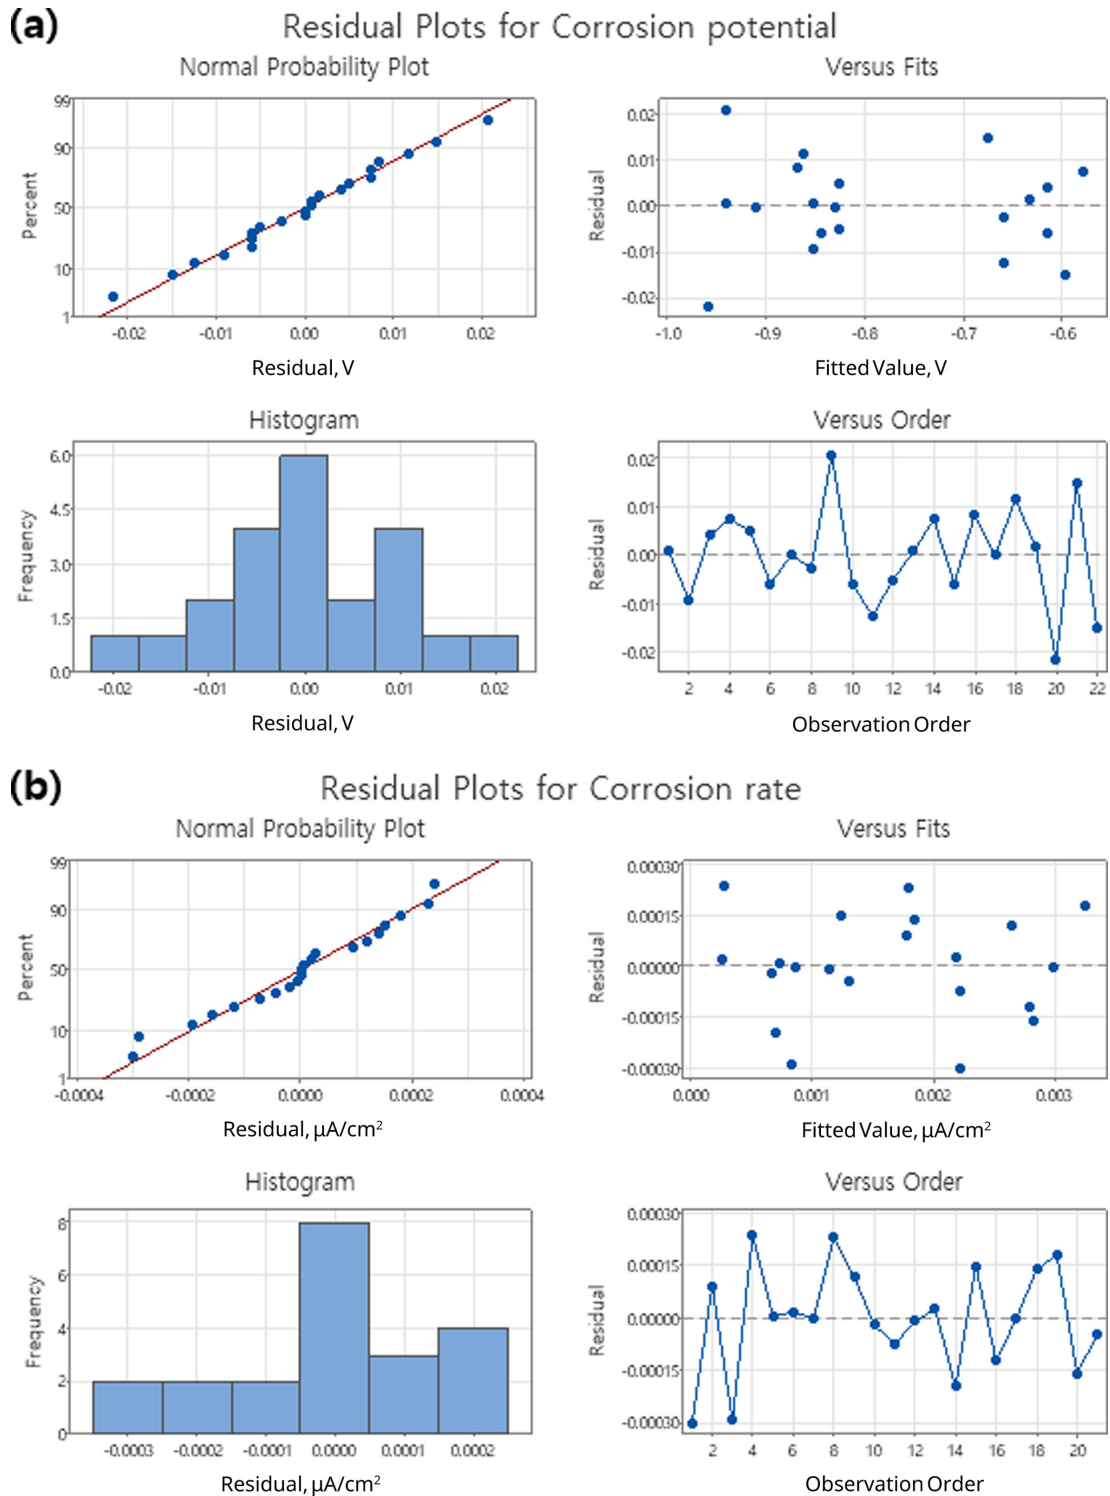 (a)
Residual Plots for Corrosion potential
Normal Probability Plot
99
90
50
10
1
Percent
-0.02 -0.01 0.00 0.01 0.02
Residual, V
Versus Fits
0.02
0.01
0.00
-0.01
-0.02
Residual
-1.0 -0.9 -0.8 -0.7 -0.6
Fitted Value, V
Histogram
6.0
4.5
3.0
1.5
0.0
Frequency
-0.02 -0.01 0.00 0.01 0.02
Residual, V
Versus Order
0.02
0.01
0.00
-0.01
-0.02
Residual
2 4 6 8 10 12 14 16 18 20 22
Observation Order
(b)
Residual Plots for Corrosion rate
Normal Probability Plot
99
90
50
10
1
Percent
-0.0004 -0.0002 0.0000 0.0002 0.0004
Residual, μA/cm²
Versus Fits
0.00030
0.00015
0.00000
-0.00015
-0.00030
Residual
0.000 0.001 0.002 0.003
Fitted Value, μA/cm²
Histogram
8
6
4
2
0
Frequency
-0.0003 -0.0002 -0.0001 0.0000 0.0001 0.0002
Residual, μA/cm²
Versus Order
0.00030
0.00015
0.00000
-0.00015
-0.00030
Residual
2 4 6 8 10 12 14 16 18 20
Observation Order